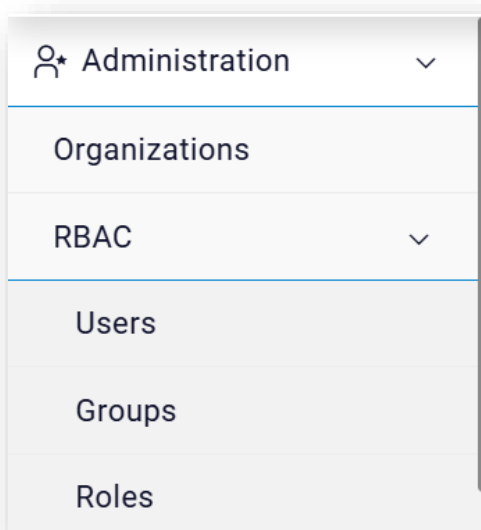 Administration
Organizations
RBAC
Users
Groups
Roles